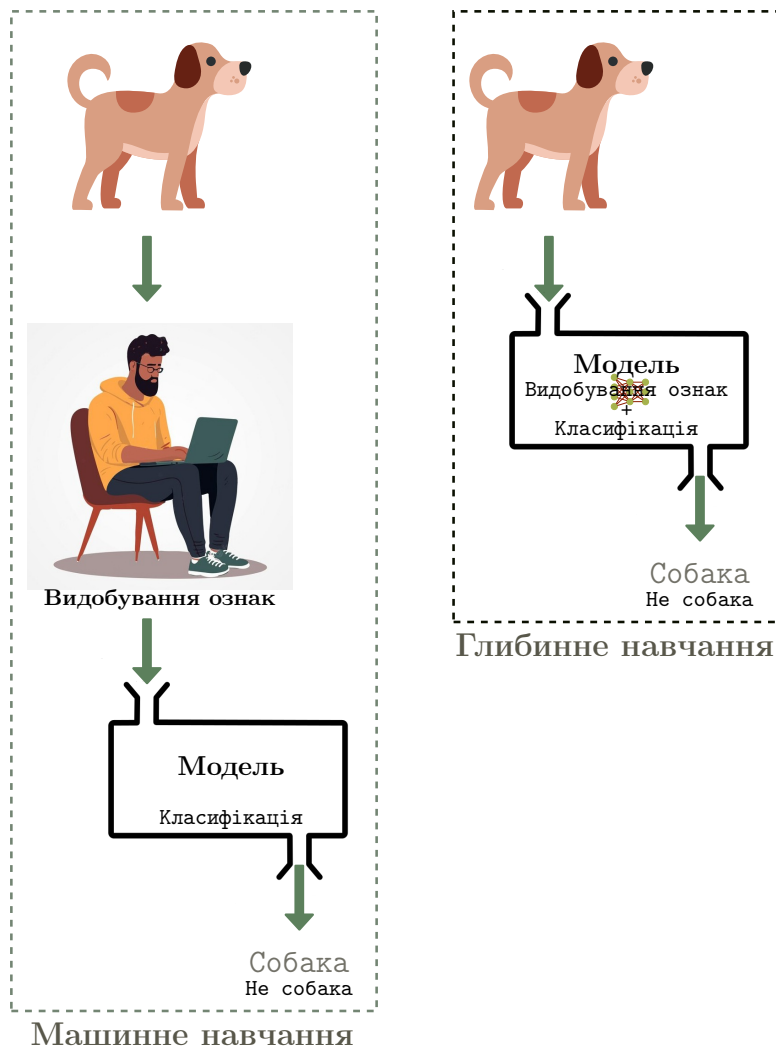 Видобування ознак
Модель
Класифікація
Собака
Не собака
Машинне навчання
Модель
Видобування ознак
+
Класифікація
Собака
Не собака
Глибинне навчання